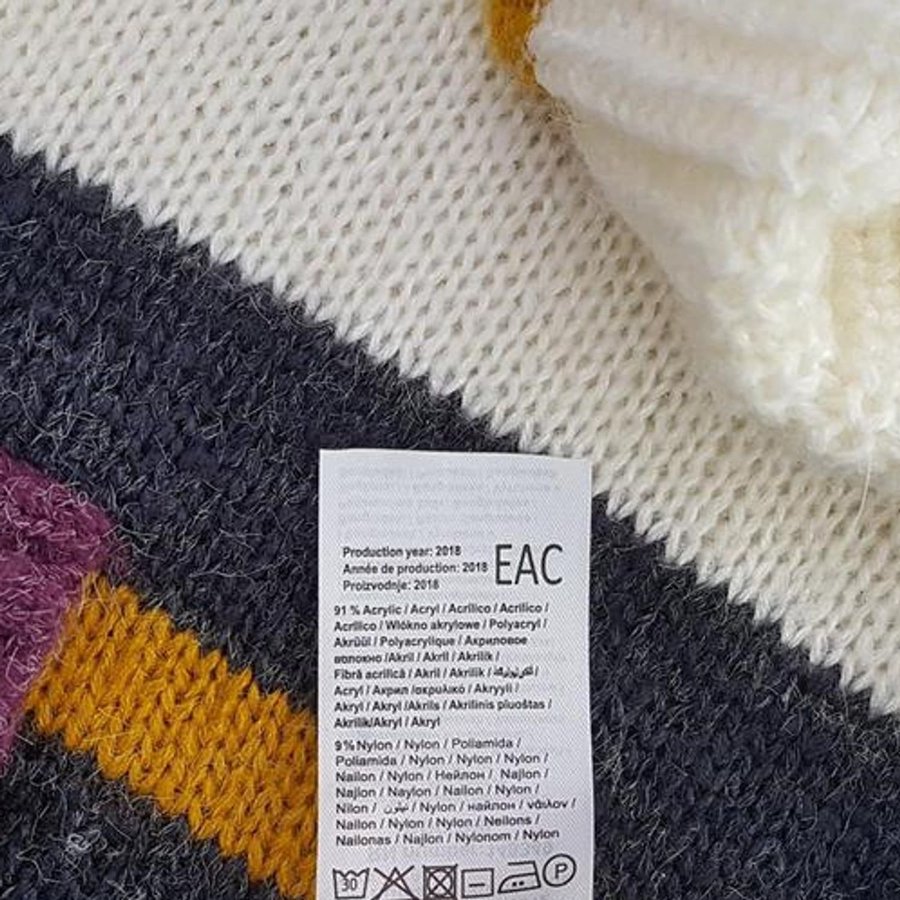 Production year: 2018
Année de production: 2018
Proizvodnje: 2018
EAC
91 % Acrylic / Acryl / Acrílico / Acrilico /
Acrilico / Włókno akrylowe / Polyacryl /
Akrüül / Polyacrylique / Акриловое
волокно /Akril / Akril / Akrilik /
Fibră acrilică / Akril / Akrilik /
Acryl / Акрил /ακρυλικό / Akryyli /
Akryl / Akryl /Akrils / Akrilinis pluoštas /
Akrilik/Akryl / Akryl
9 % Nylon / Nylon / Poliamida /
Poliamida / Nylon / Nylon / Nylon /
Nailon / Nylon / Нейлон / Najlon /
Najlon / Naylon / Nailon / Nylon /
Nilon / نيلون / Nylon / найлон / νάιλον /
Nailon / Nylon / Nylon / Neilons /
Nailonas / Najlon / Nylonom / Nylon
30
P